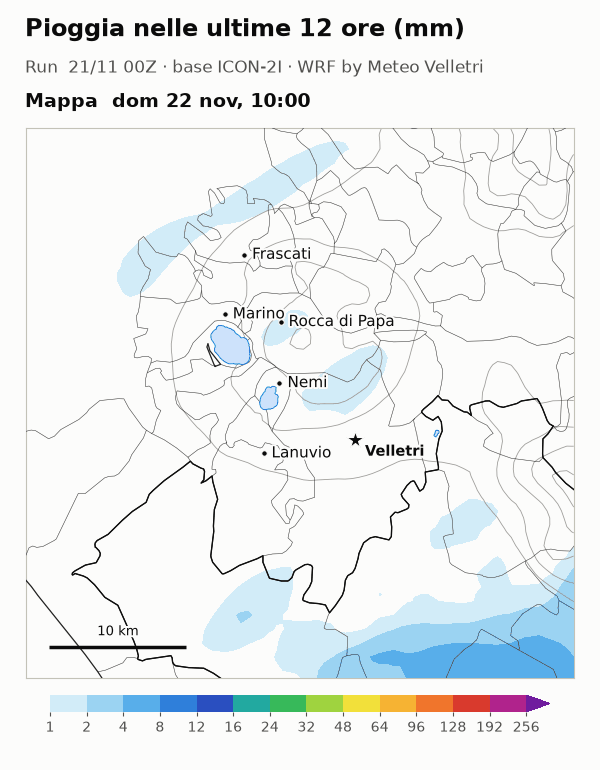 Pioggia nelle ultime 12 ore (mm)
Run 21/11 00Z · base ICON-2I · WRF by Meteo Velletri
Mappa dom 22 nov, 10:00
Frascati
Marino
Rocca di Papa
Nemi
Velletri
Lanuvio
10 km
1 2 4 8 12 16 24 32 48 64 96 128 192 256